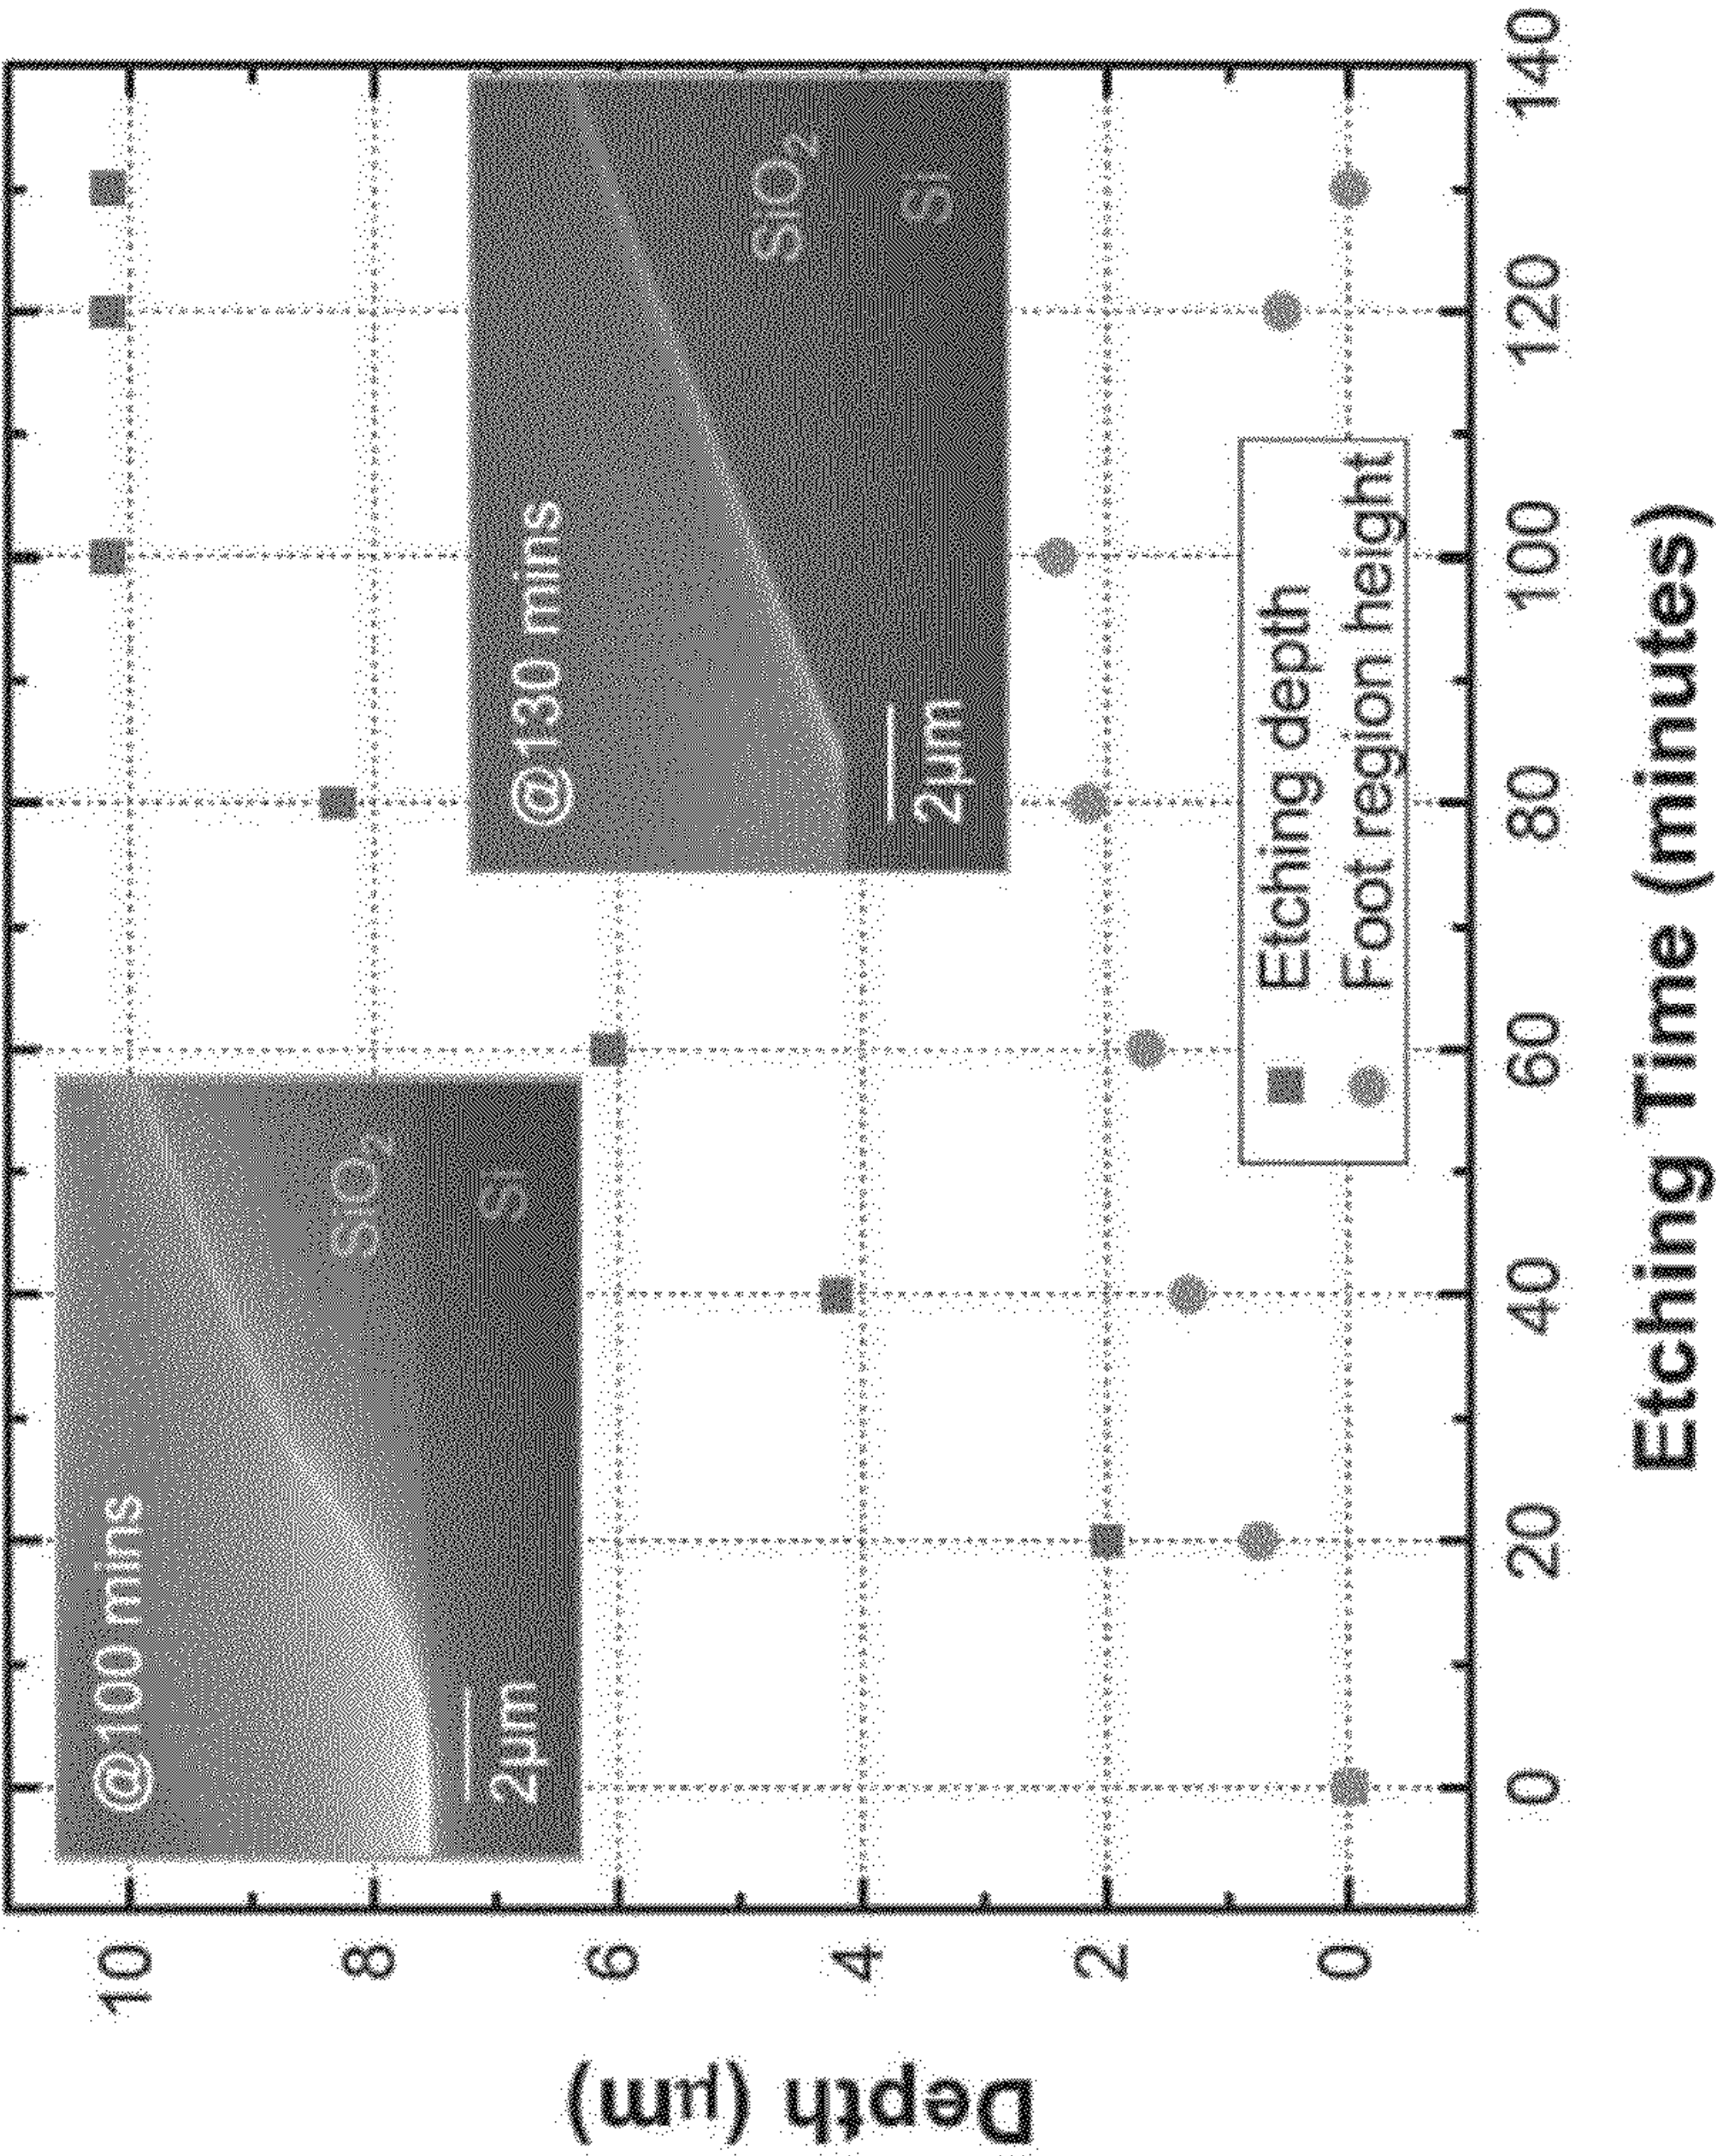 Depth (μm)
10
8
6
4
2
0
@100 mins
SiO2
Si
2μm
@130 mins
SiO2
Si
2μm
Etching depth
Foot region height
0
20
40
60
80
100
120
140
Etching Time (minutes)